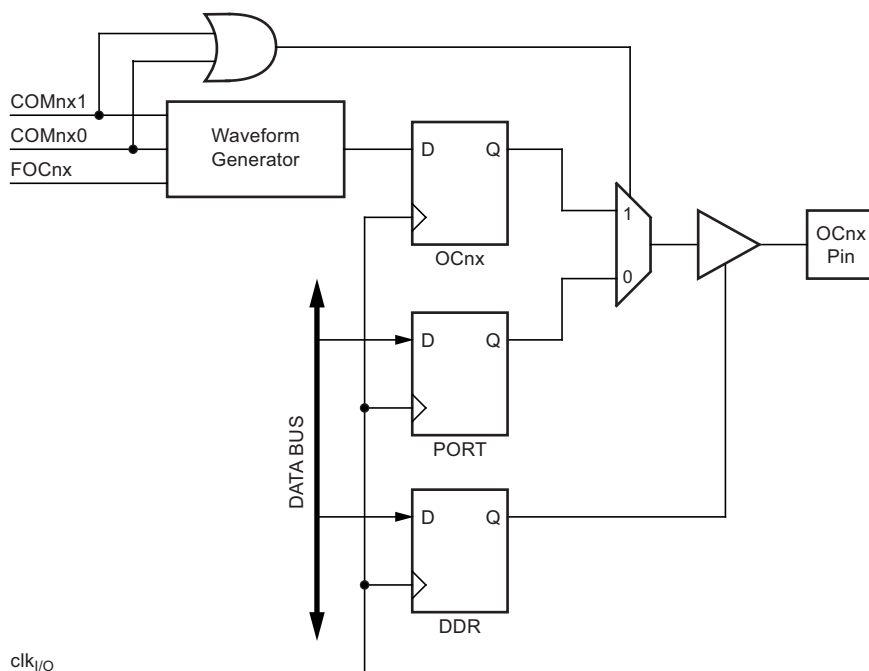 COMnx1
COMnx0
FOCnx
Waveform
Generator
D
Q
OCnx
1
0
OCnx
Pin
D
Q
PORT
DATA BUS
D
Q
DDR
clkI/O